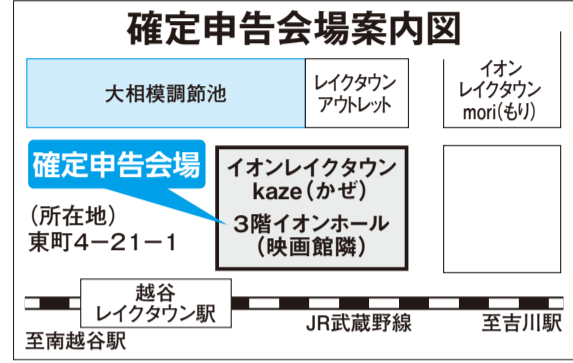 確定申告会場案内図
大相模調節池
レイクタウン
アウトレット
イオン
レイクタウン
mori(もり)
確定申告会場
(所在地)
東町4−21−1
イオンレイクタウン
kaze(かぜ)
3階イオンホール
(映画館隣)
越谷
レイクタウン駅
至南越谷駅
JR武蔵野線
至吉川駅